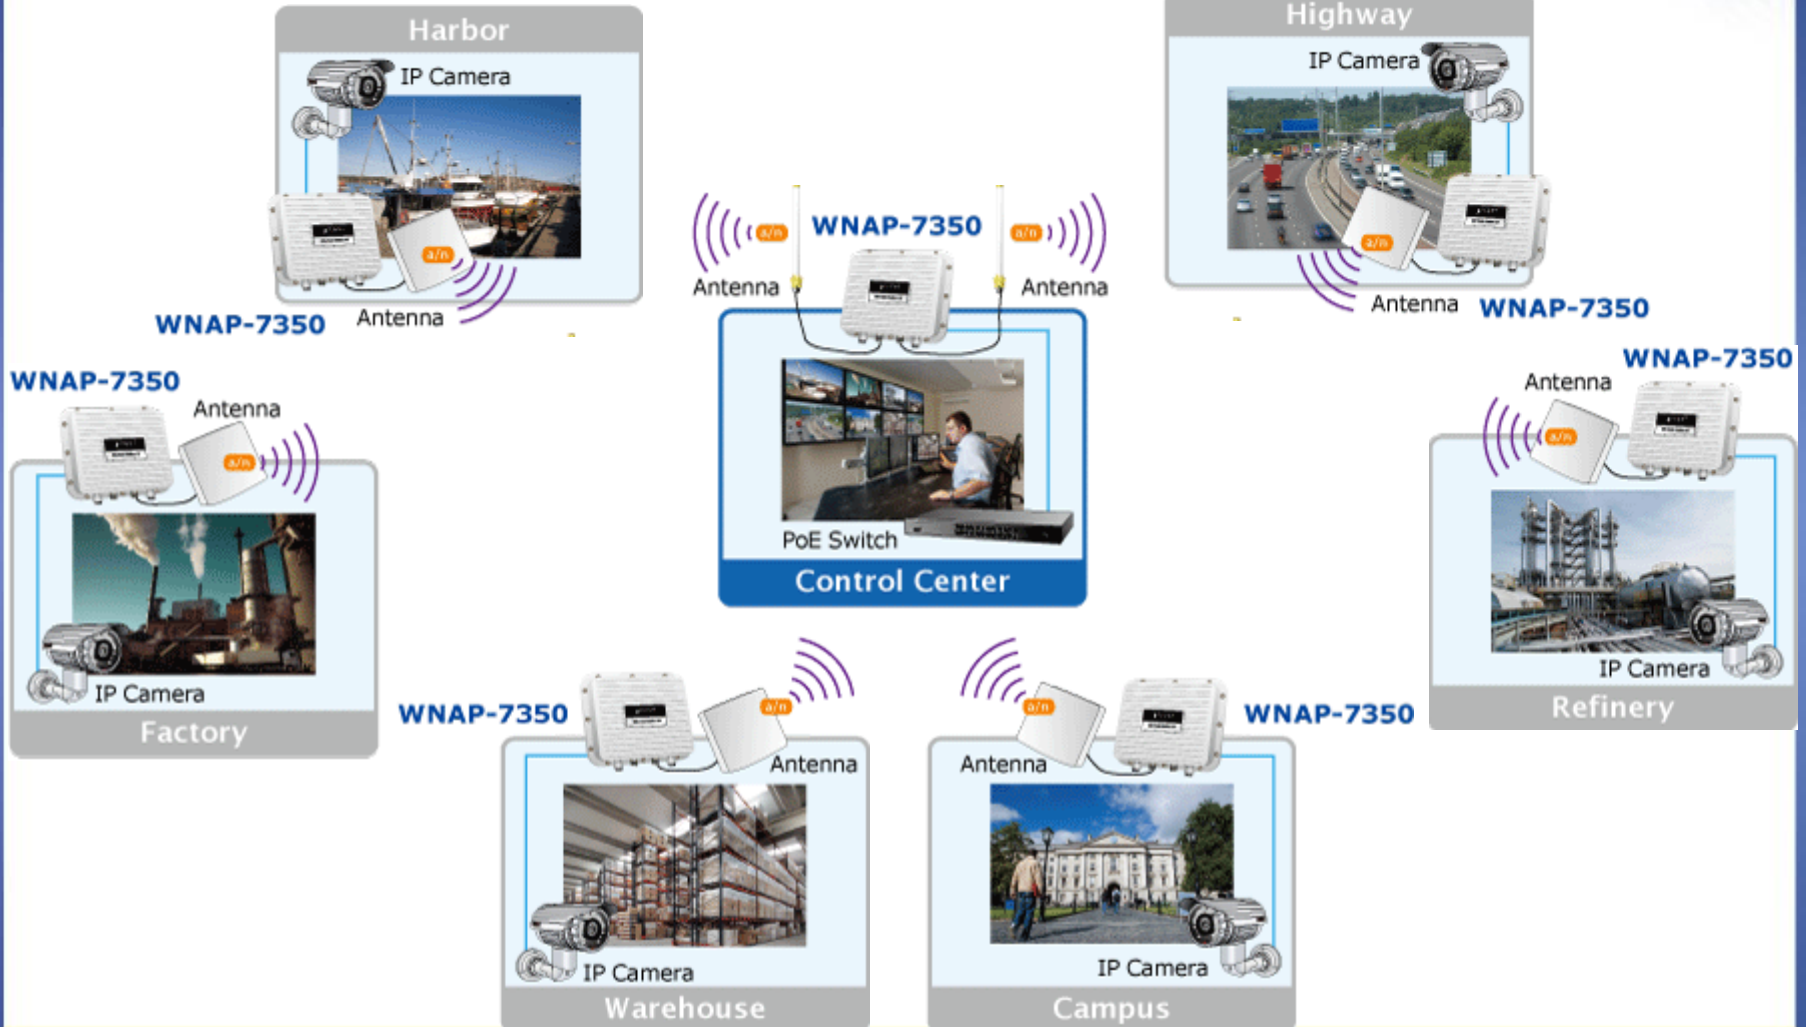 Harbor
IP Camera
a/n
WNAP-7350
Antenna
Highway
IP Camera
a/n
Antenna
WNAP-7350
a/n
WNAP-7350
a/n
Antenna
Antenna
PoE Switch
Control Center
WNAP-7350
Antenna
a/n
IP Camera
Factory
WNAP-7350
Antenna
a/n
IP Camera
Refinery
WNAP-7350
a/n
Antenna
IP Camera
Warehouse
a/n
WNAP-7350
Antenna
IP Camera
Campus